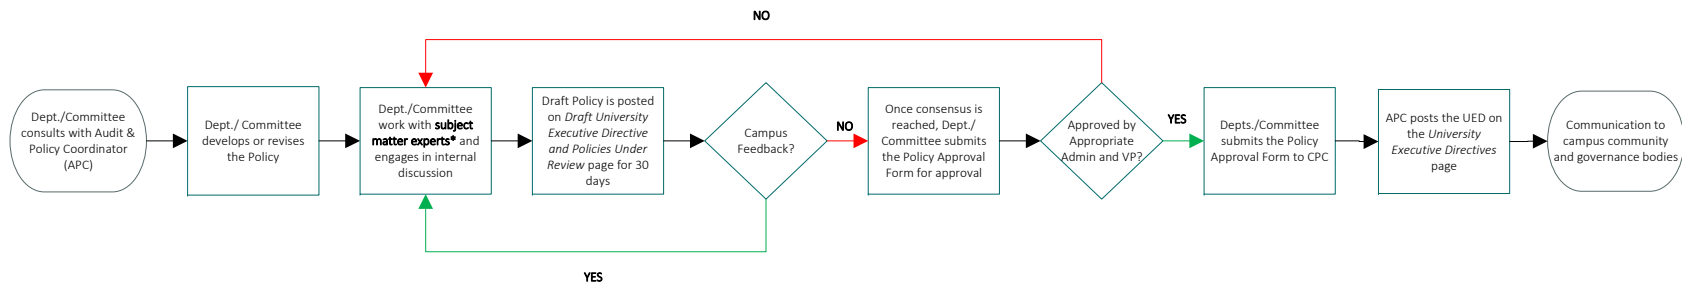 NO
Dept./Committee
consults with Audit &
Policy Coordinator
(APC)
Dept./ Committee
develops or revises
the Policy
Dept./Committee
work with subject
matter experts* and
engages in internal
discussion
Draft Policy is posted
on Draft University
Executive Directive
and Policies Under
Review page for 30
days
Campus
Feedback?
NO
Once consensus is
reached, Dept./
Committee submits
the Policy Approval
Form for approval
Approved by
Appropriate
Admin and VP?
YES
Depts./Committee
submits the Policy
Approval Form to CPC
APC posts the UED on
the University
Executive Directives
page
Communication to
campus community
and governance bodies
YES